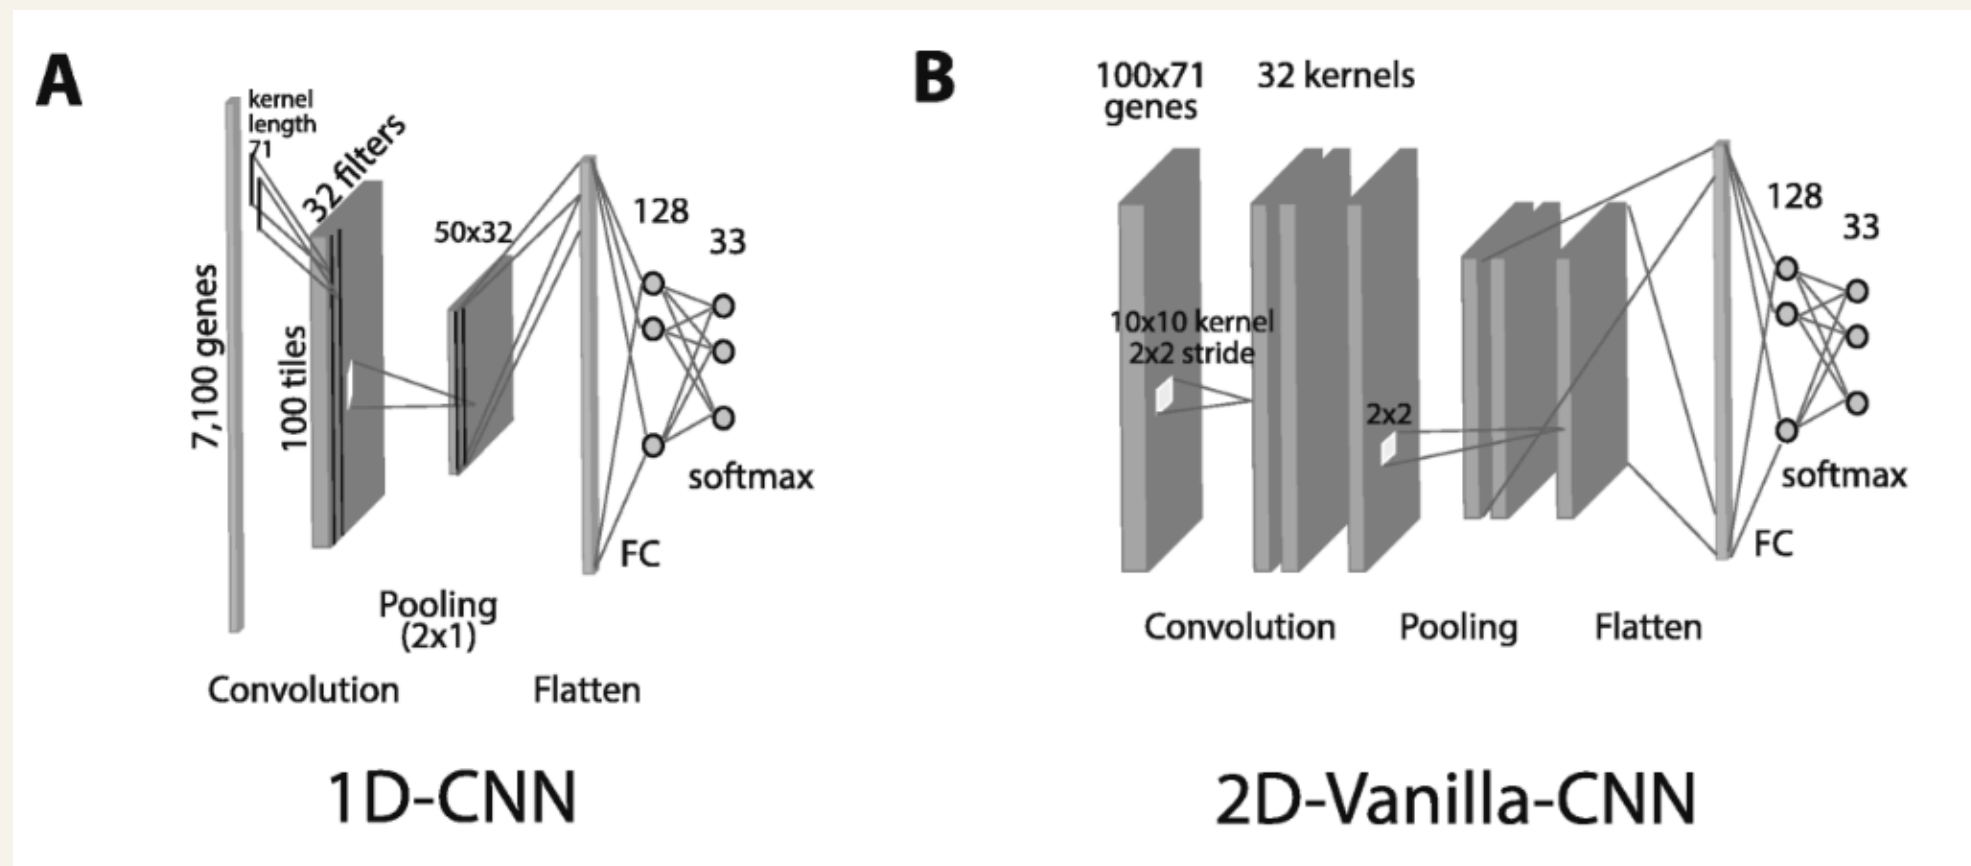 A
kernel
length
71
32 filters
7,100 genes
100 tiles
50x32
128
33
softmax
FC
Pooling
(2x1)
Convolution
Flatten
1D-CNN
B
100x71
genes
32 kernels
10x10 kernel
2x2 stride
2x2
128
33
softmax
FC
Convolution
Pooling
Flatten
2D-Vanilla-CNN